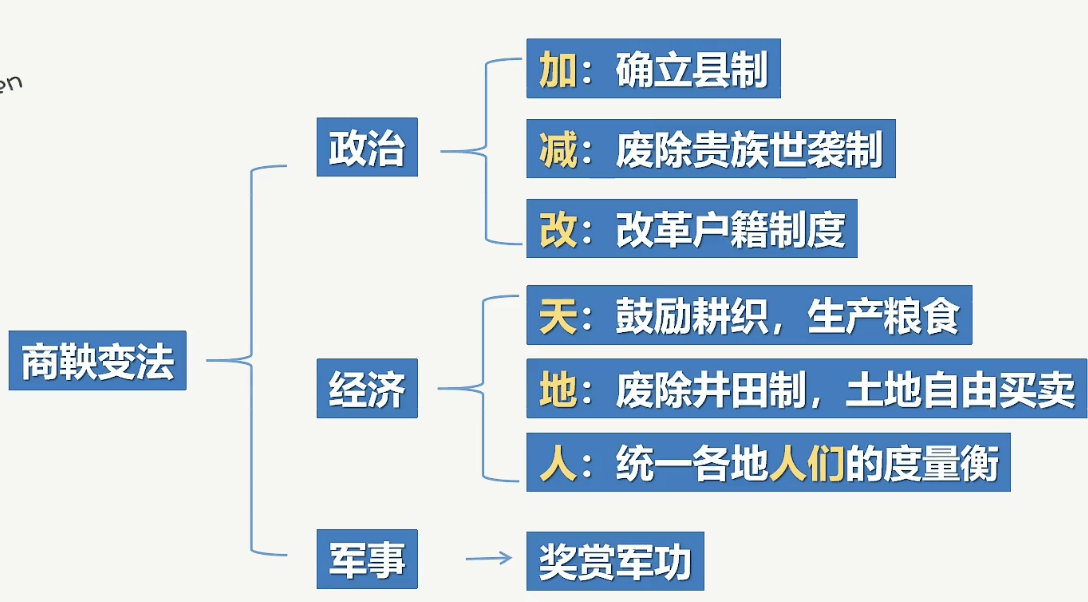 en
加：确立县制
政治
减：废除贵族世袭制
改：改革户籍制度
商鞅变法
天：鼓励耕织，生产粮食
经济
地：废除井田制，土地自由买卖
人：统一各地人们的度量衡
军事
奖赏军功